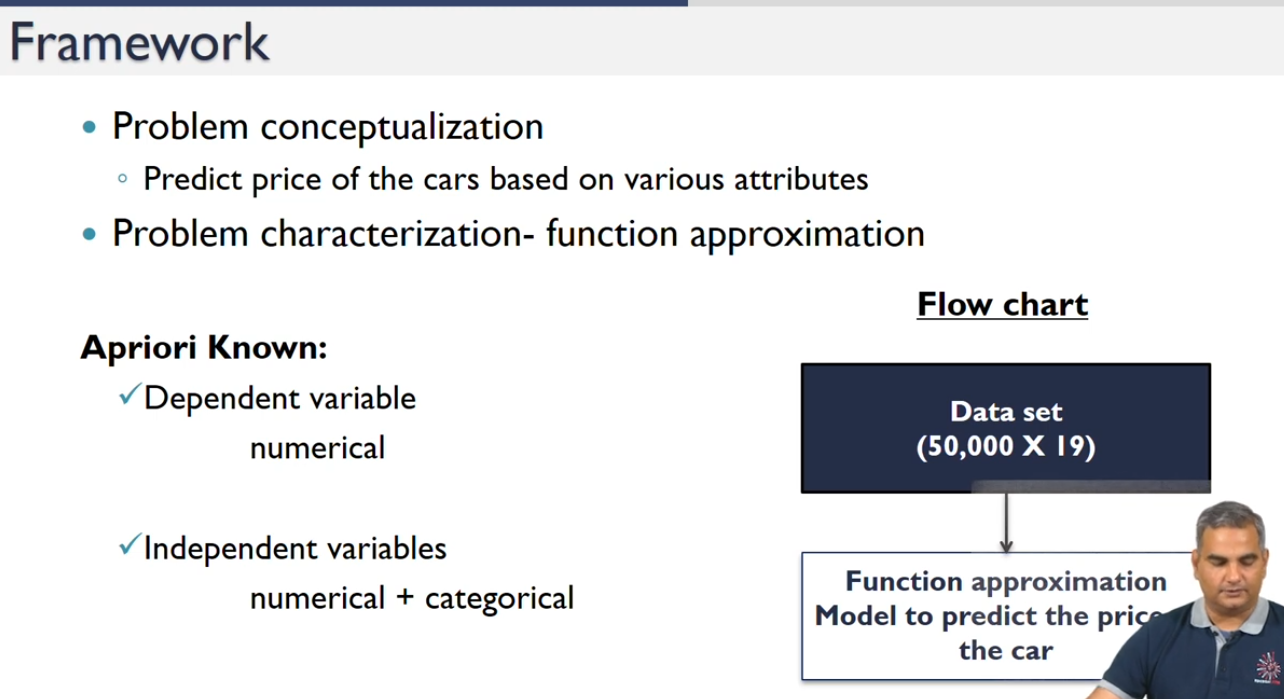 Framework
Problem conceptualization
Predict price of the cars based on various attributes
Problem characterization- function approximation
Apriori Known:
Dependent variable
numerical
Independent variables
numerical + categorical
Flow chart
Data set
(50,000 X 19)
Function approximation
Model to predict the price
the car